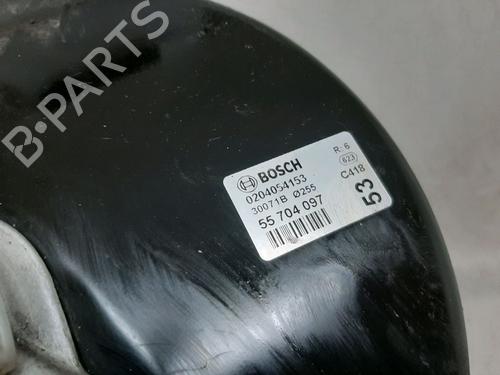 B-PARTS
BOSCH
0204054153
30071B Ø255
55 704 097
R. 6
623
C418
53